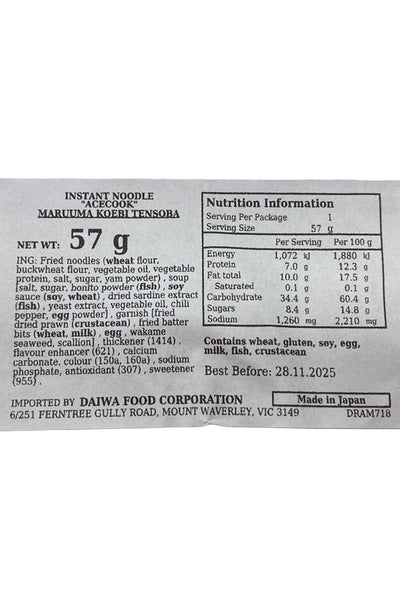 INSTANT NOODLE
"ACECOOK"
MARUUMA KOEBI TENSOBA
NET WT: 57 g
ING: Fried noodles (wheat flour,
buckwheat flour, vegetable oil, vegetable
protein, salt, sugar, yam powder) , soup
[salt, sugar, bonito powder (fish) , soy
sauce (soy, wheat) , dried sardine extract
(fish) , yeast extract, vegetable oil, chili
pepper, egg powder] , garnish [fried
dried prawn (crustacean) , fried batter
bits (wheat, milk) , egg , wakame
seaweed, scallion] , thickener (1414) ,
flavour enhancer (621) , calcium
carbonate, colour (150a, 160a) , sodium
phosphate, antioxidant (307) , sweetener
(955) .
Nutrition Information
Serving Per Package 1
Serving Size 57 g
Per Serving Per 100 g
Energy 1,072 kJ 1,880 kJ
Protein 7.0 g 12.3 g
Fat total 10.0 g 17.5 g
Saturated 0.1 g 0.1 g
Carbohydrate 34.4 g 60.4 g
Sugars 8.4 g 14.8 g
Sodium 1,260 mg 2,210 mg
Contains wheat, gluten, soy, egg,
milk, fish, crustacean
Best Before: 28.11.2025
IMPORTED BY DAIWA FOOD CORPORATION
Made in Japan
6/251 FERNTREE GULLY ROAD, MOUNT WAVERLEY, VIC 3149
DRAM718